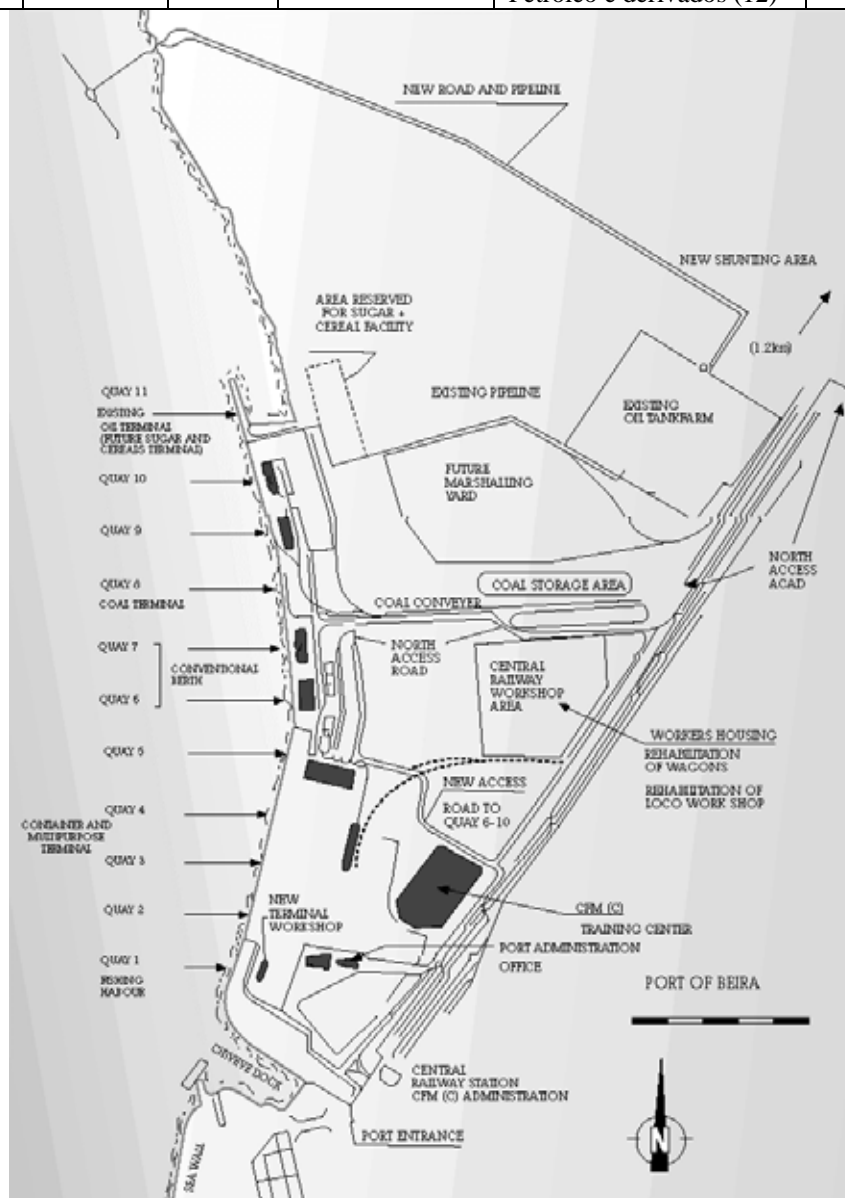 Petróleo e derivados (12)
NEW ROAD AND PIPELINE
NEW SHUNTING AREA
(1.2km)
AREA RESERVED
FOR SUGAR +
CEREAL FACILITY
EXISTING PIPELINE
EXISTING
OIL TANKFARM
FUTURE
MARSHALLING
YARD
QUAY 11
EXISTING
OIL TERMINAL
(FUTURE SUGAR AND
CEREALS TERMINAL)
QUAY 10
QUAY 9
QUAY 8
COAL TERMINAL
QUAY 7
CONVENTIONAL
BERTH
QUAY 6
QUAY 5
QUAY 4
CONTAINER AND
MULTIPURPOSE
TERMINAL
QUAY 3
QUAY 2
QUAY 1
FISHING
HABOUR
COAL STORAGE AREA
COAL CONVEYER
NORTH
ACCESS
ROAD
NORTH
ACCESS
ACAD
CENTRAL
RAILWAY
WORKSHOP
AREA
WORKERS HOUSING
REHABILITATION
OF WAGONS
REHABILITATION OF
LOCO WORK SHOP
NEW ACCESS
ROAD TO
QUAY 6-10
NEW
TERMINAL
WORKSHOP
CFM (C)
TRAINING CENTER
PORT ADMINISTRATION
OFFICE
PORT OF BEIRA
CHIVEVE DOCK
CENTRAL
RAILWAY STATION
CFM (C) ADMINISTRATION
PORT ENTRANCE
SEA WALL
N